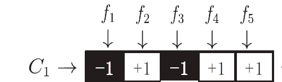 f₁ f₂ f₃ f₄ f₅
C₁ → -1 +1 -1 +1 +1